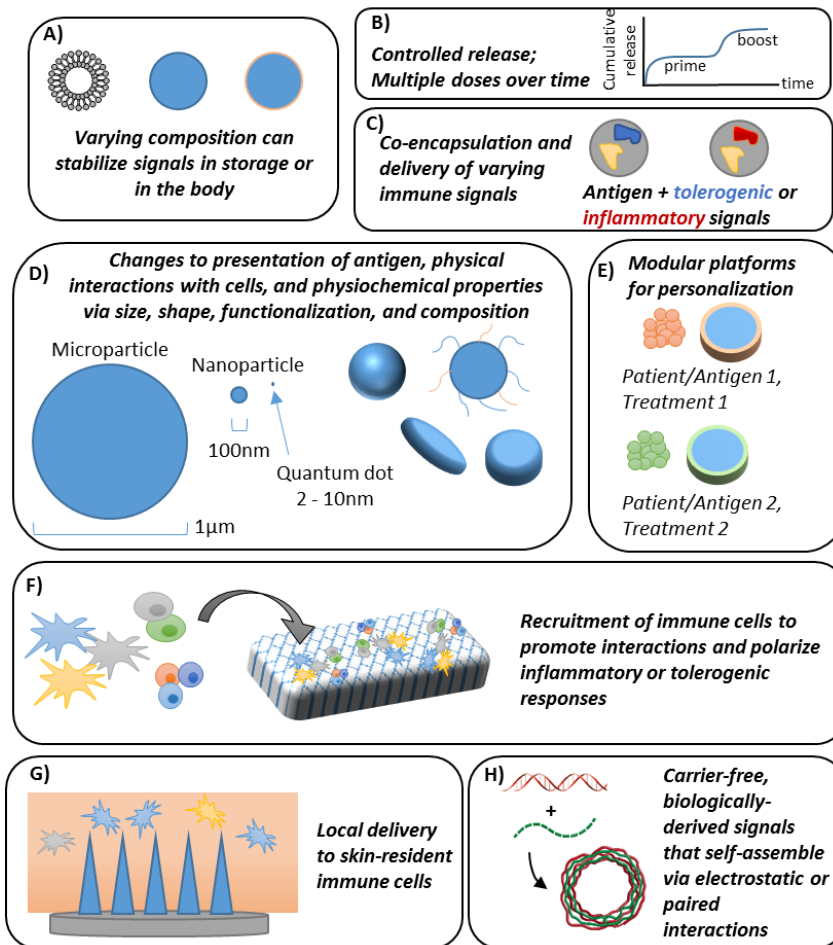 A)
Varying composition can
stabilize signals in storage or
in the body
B)
Controlled release;
Multiple doses over time
Cumulative
release
prime
boost
time
C)
Co-encapsulation and
delivery of varying
immune signals
Antigen + tolerogenic or
inflammatory signals
D)
Changes to presentation of antigen, physical
interactions with cells, and physiochemical properties
via size, shape, functionalization, and composition
Microparticle
Nanoparticle
100nm
Quantum dot
2 - 10nm
1µm
E)
Modular platforms
for personalization
Patient/Antigen 1,
Treatment 1
Patient/Antigen 2,
Treatment 2
F)
Recruitment of immune cells to
promote interactions and polarize
inflammatory or tolerogenic
responses
G)
Local delivery
to skin-resident
immune cells
H)
+
Carrier-free,
biologically-
derived signals
that self-assemble
via electrostatic or
paired
interactions